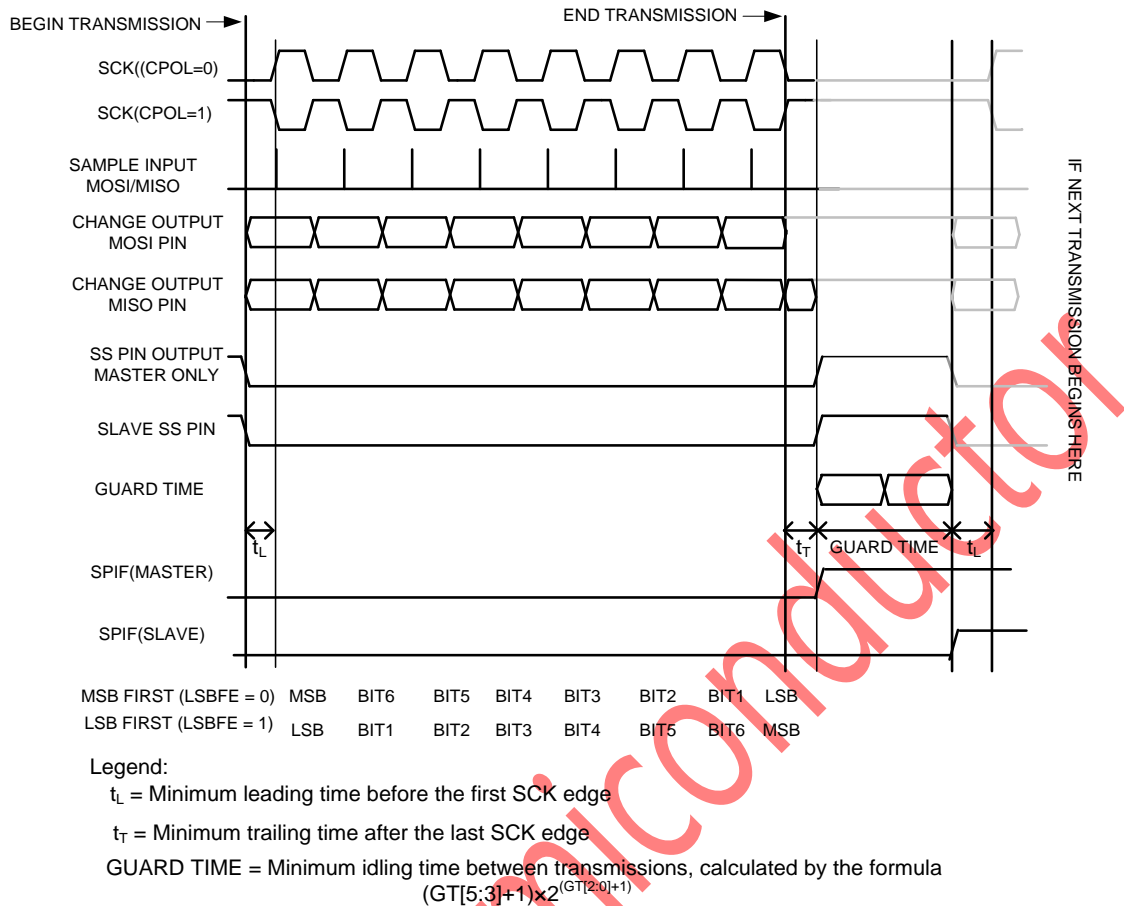 BEGIN TRANSMISSION
END TRANSMISSION
SCK((CPOL=0)
SCK(CPOL=1)
SAMPLE INPUT
MOSI/MISO
CHANGE OUTPUT
MOSI PIN
CHANGE OUTPUT
MISO PIN
SS PIN OUTPUT
MASTER ONLY
SLAVE SS PIN
GUARD TIME
IF NEXT TRANSMISSION BEGINS HERE
tL tT GUARD TIME tL
SPIF(MASTER)
SPIF(SLAVE)
MSB FIRST (LSBFE = 0) MSB BIT6 BIT5 BIT4 BIT3 BIT2 BIT1 LSB
LSB FIRST (LSBFE = 1) LSB BIT1 BIT2 BIT3 BIT4 BIT5 BIT6 MSB
Legend:
tL = Minimum leading time before the first SCK edge
tT = Minimum trailing time after the last SCK edge
GUARD TIME = Minimum idling time between transmissions, calculated by the formula
(GT[5:3]+1)×2^(GT[2:0]+1)
miconductor